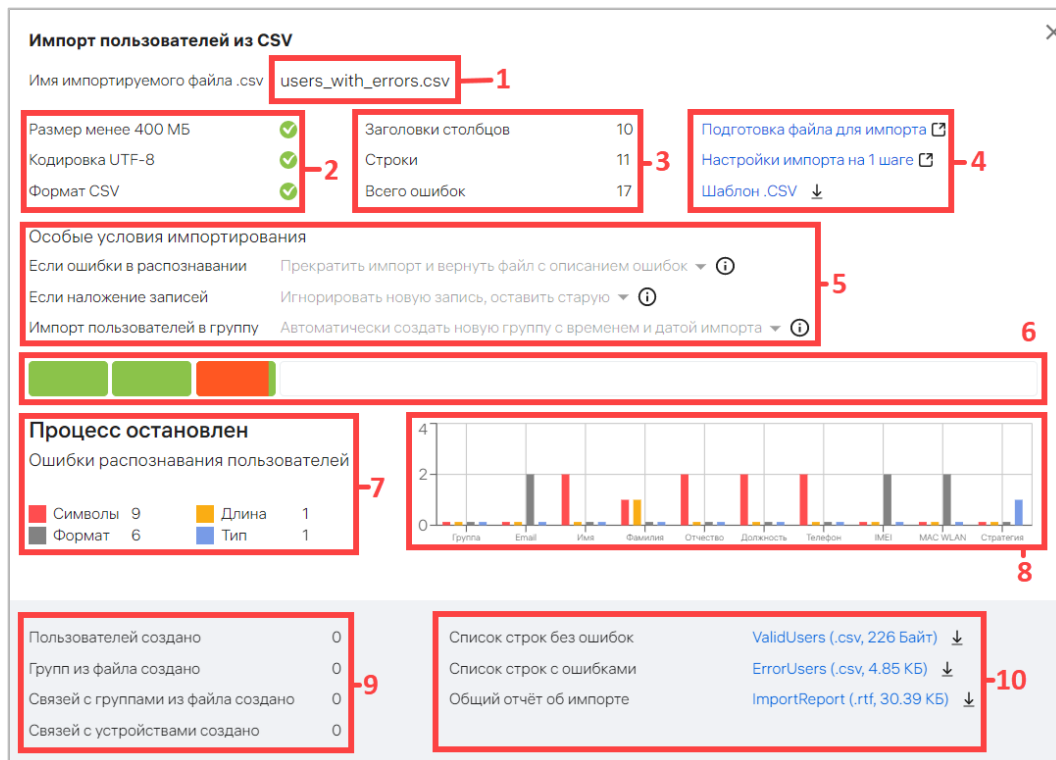 Импорт пользователей из CSV
Имя импортируемого файла .csv users_with_errors.csv 1
Размер менее 400 МБ Заголовки столбцов 10 Подготовка файла для импорта
Кодировка UTF-8 2 Строки 11 3 Настройки импорта на 1 шаге 4
Формат CSV Всего ошибок 17 Шаблон .CSV
Особые условия импортирования
Если ошибки в распознавании Прекратить импорт и вернуть файл с описанием ошибок
Если наложение записей Игнорировать новую запись, оставить старую 5
Импорт пользователей в группу Автоматически создать новую группу с временем и датой импорта
6
Процесс остановлен
Ошибки распознавания пользователей
7
Символы 9 Длина 1
Формат 6 Тип 1
4
2
0
Группа Email Имя Фамилия Отчество Должность Телефон IMEI MAC WLAN Стратегия
8
Пользователей создано 0 Список строк без ошибок ValidUsers (.csv, 226 Байт)
Групп из файла создано 0 Список строк с ошибками ErrorUsers (.csv, 4.85 КБ)
9 10
Связей с группами из файла создано 0 Общий отчёт об импорте ImportReport (.rtf, 30.39 КБ)
Связей с устройствами создано 0